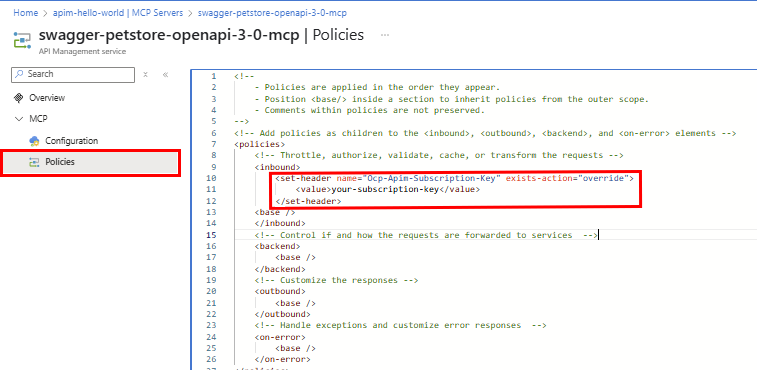 Home > apim-hello-world | MCP Servers > swagger-petstore-openapi-3-0-mcp
swagger-petstore-openapi-3-0-mcp | Policies ...
API Management service
Search
Overview
MCP
Configuration
Policies
1 <!--
2 - Policies are applied in the order they appear.
3 - Position <base/> inside a section to inherit policies from the outer scope.
4 - Comments within policies are not preserved.
5 -->
6 <!-- Add policies as children to the <inbound>, <outbound>, <backend>, and <on-error> elements -->
7 <policies>
8 <!-- Throttle, authorize, validate, cache, or transform the requests -->
9 <inbound>
10 <set-header name="Ocp-Apim-Subscription-Key" exists-action="override">
11 <value>your-subscription-key</value>
12 </set-header>
13 <base />
14 </inbound>
15 <!-- Control if and how the requests are forwarded to services -->
16 <backend>
17 <base />
18 </backend>
19 <!-- Customize the responses -->
20 <outbound>
21 <base />
22 </outbound>
23 <!-- Handle exceptions and customize error responses -->
24 <on-error>
25 <base />
26 </on-error>